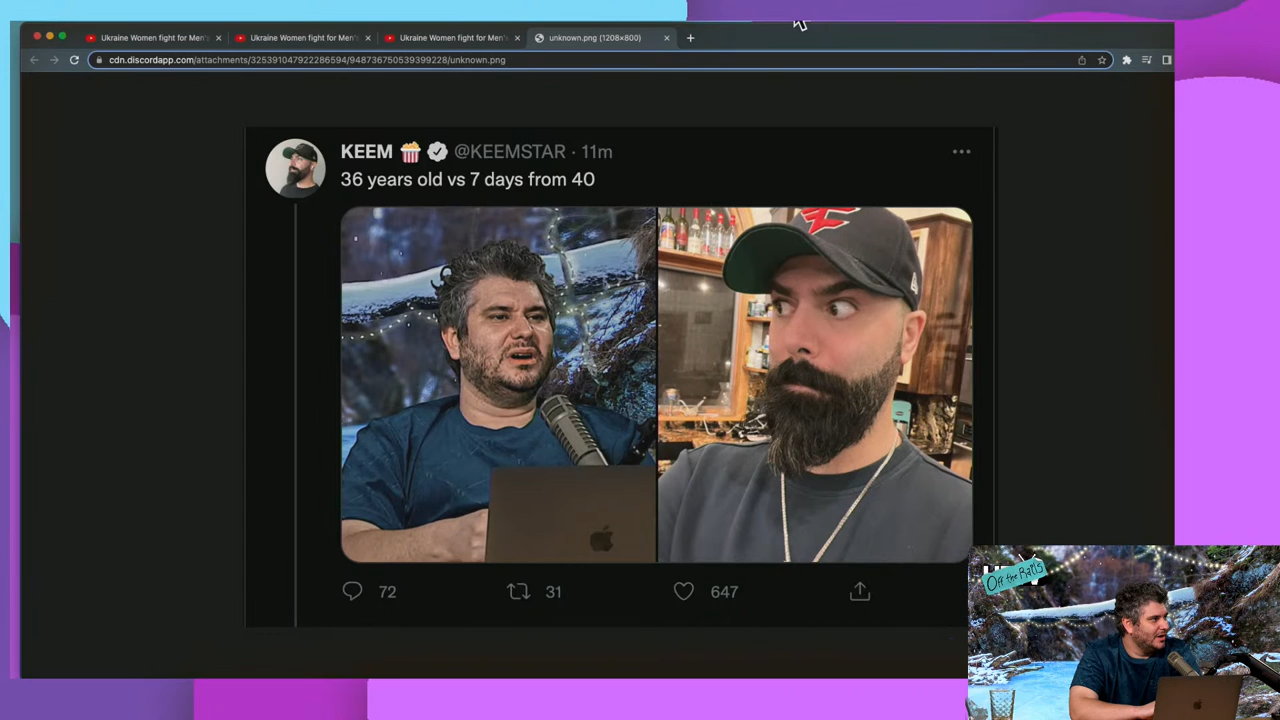 Ukraine Women fight for Men's
Ukraine Women fight for Men's
Ukraine Women fight for Men's
unknown.png (1208×800)
cdn.discordapp.com/attachments/325391047922286594/948736750539399228/unknown.png
KEEM @KEEMSTAR · 11m
36 years old vs 7 days from 40
72
31
647
Off the Rails